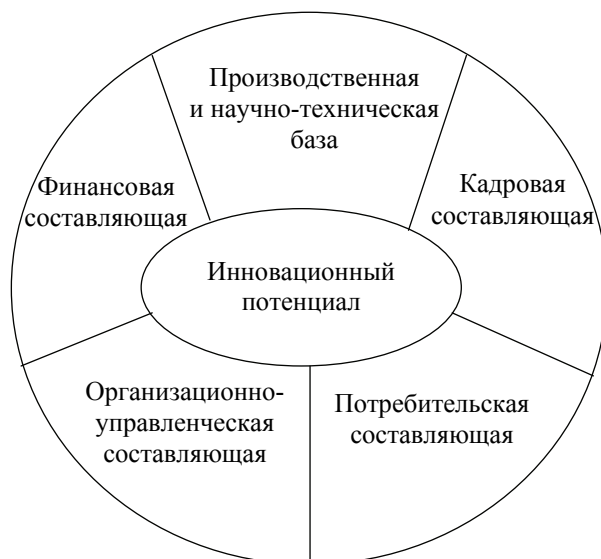 Производственная
и научно-техническая
база
Финансовая
составляющая
Кадровая
составляющая
Инновационный
потенциал
Организационно-
управленческая
составляющая
Потребительская
составляющая